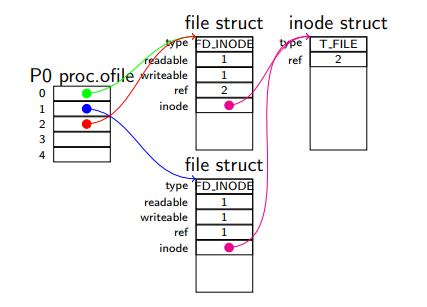 file struct
inode struct
type FD_INODE
type T_FILE
readable 1
ref 2
writeable 1
ref 2
inode
P0 proc.ofile
0
1
2
3
4
file struct
type FD_INODE
readable 1
writeable 1
ref 1
inode